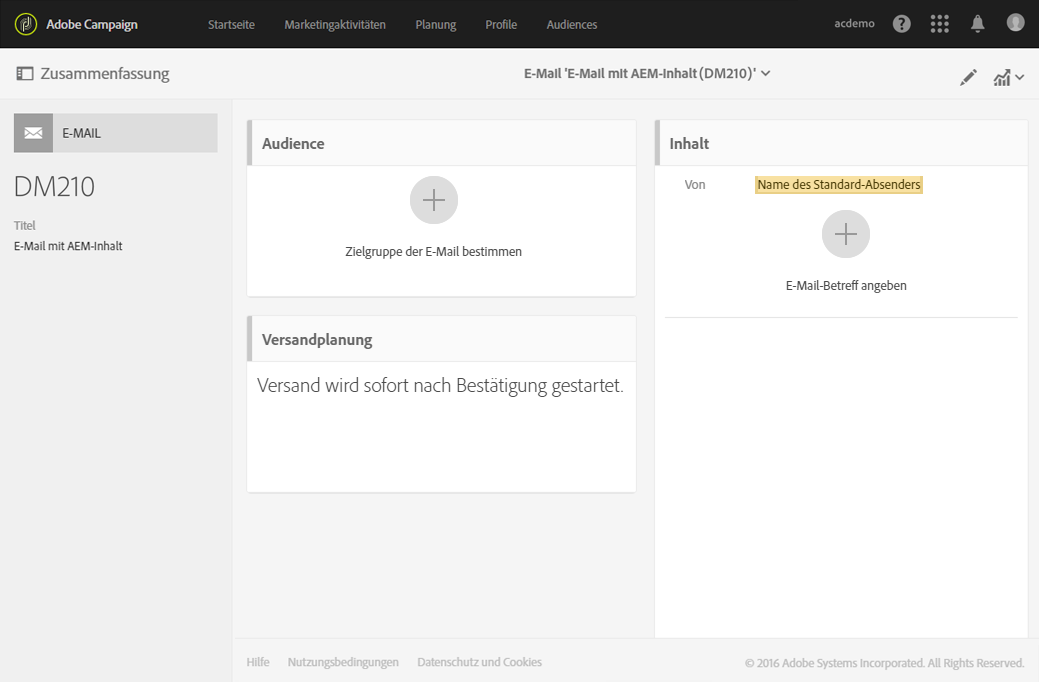 Adobe Campaign
Startseite
Marketingaktivitäten
Planung
Profile
Audiences
acdemo
?
Zusammenfassung
E-Mail 'E-Mail mit AEM-Inhalt (DM210)'
E-MAIL
DM210
Titel
E-Mail mit AEM-Inhalt
Audience
Zielgruppe der E-Mail bestimmen
Versandplanung
Versand wird sofort nach Bestätigung gestartet.
Inhalt
Von Name des Standard-Absenders
E-Mail-Betreff angeben
Hilfe
Nutzungsbedingungen
Datenschutz und Cookies
© 2016 Adobe Systems Incorporated. All Rights Reserved.